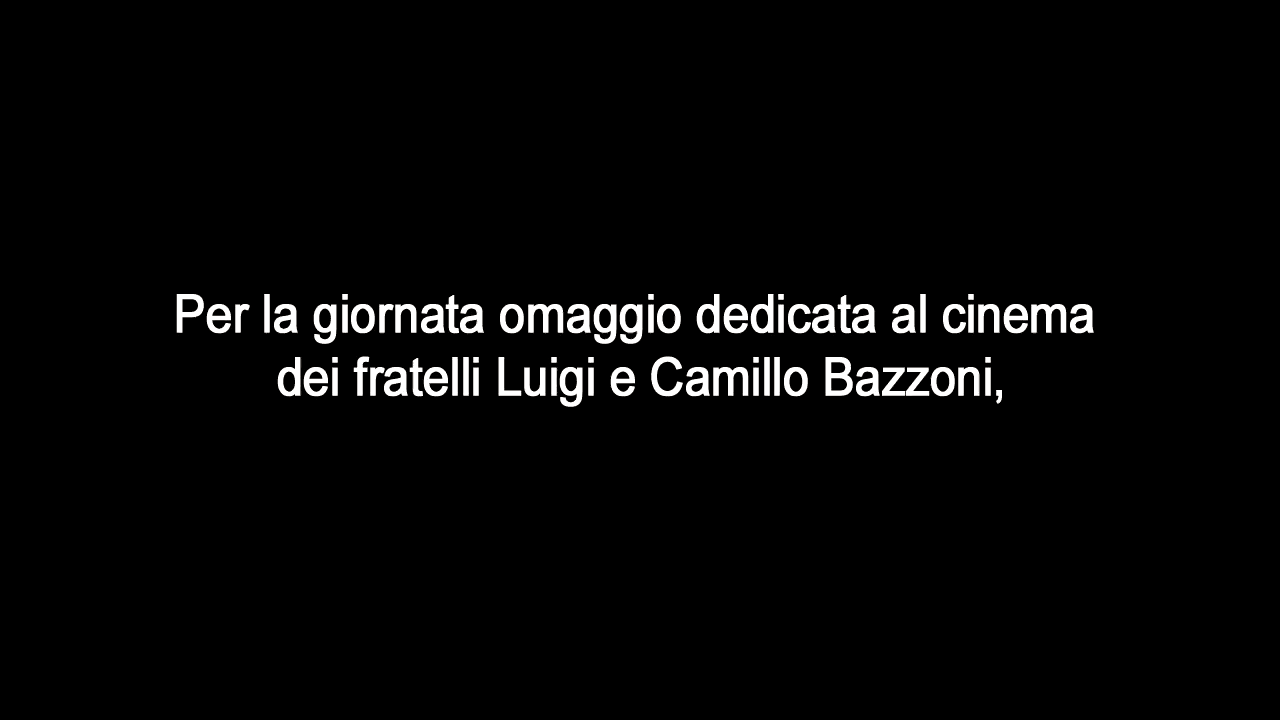 Per la giornata omaggio dedicata al cinema
dei fratelli Luigi e Camillo Bazzoni,